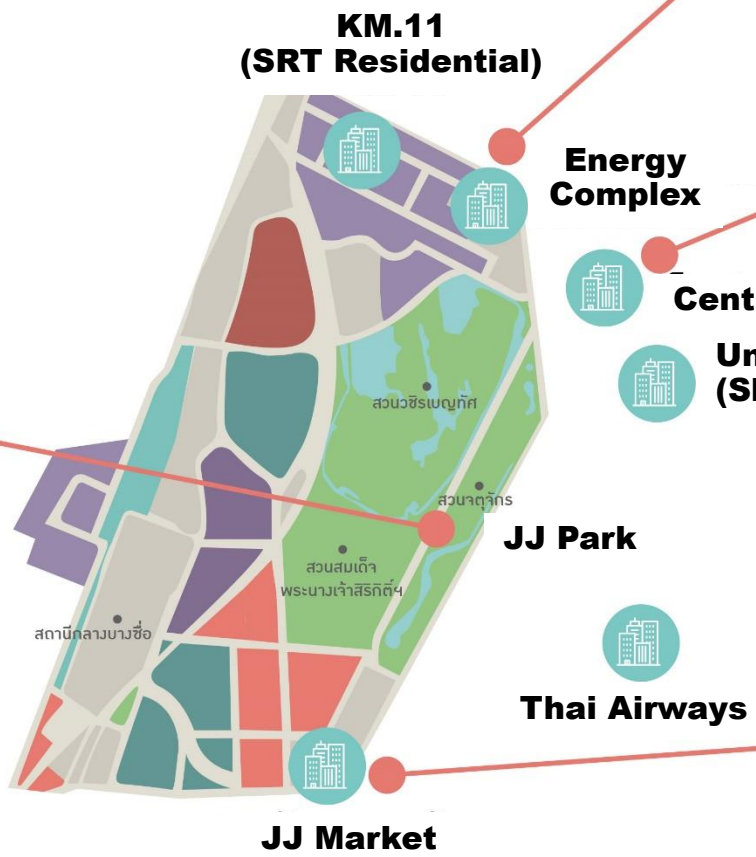 KM.11
(SRT Residential)
Energy
Complex
Cent
Un
สวนวชิรเบญทัศ
สวนจตุจักร
JJ Park
สวนสมเด็จ
พระนางเจ้าสิริกิติ์ฯ
สถานีกลางบางซื่อ
Thai Airways
JJ Market